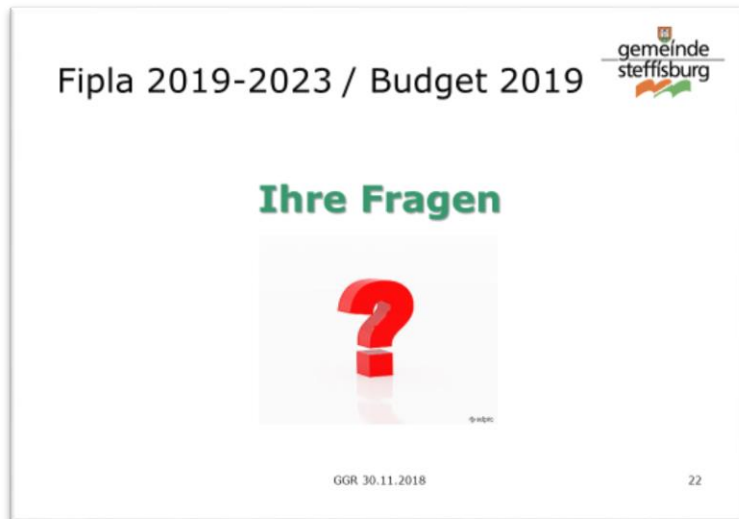 Fipla 2019-2023 / Budget 2019
gemeinde
steffisburg
Ihre Fragen
GGR 30.11.2018
22